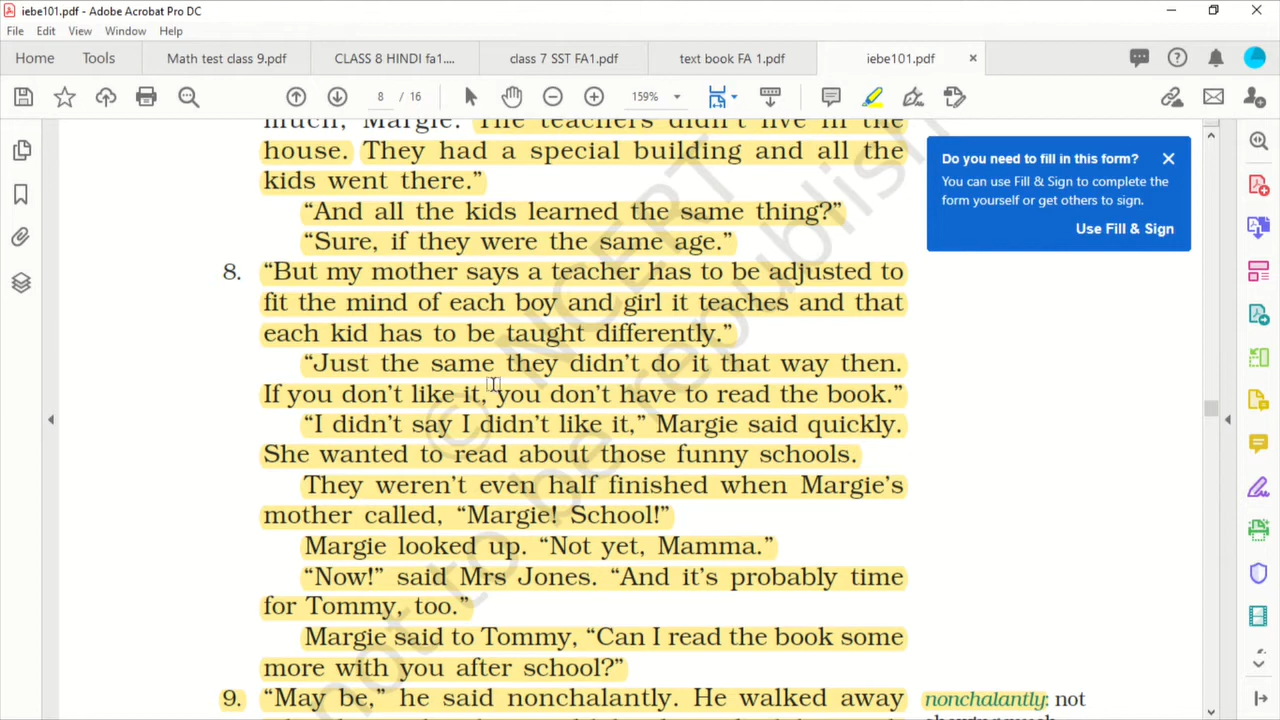 iebe101.pdf - Adobe Acrobat Pro DC
File Edit View Window Help
Home Tools Math test class 9.pdf CLASS 8 HINDI fa1.... class 7 SST FA1.pdf text book FA 1.pdf iebe101.pdf
8 / 16 159%
much, Margie. The teachers didn't live in the
house. They had a special building and all the
kids went there.”
“And all the kids learned the same thing?”
“Sure, if they were the same age.”
8. “But my mother says a teacher has to be adjusted to
fit the mind of each boy and girl it teaches and that
each kid has to be taught differently.”
“Just the same they didn't do it that way then.
If you don't like it, you don't have to read the book.”
“I didn't say I didn't like it,” Margie said quickly.
She wanted to read about those funny schools.
They weren't even half finished when Margie's
mother called, “Margie! School!”
Margie looked up. “Not yet, Mamma.”
“Now!” said Mrs Jones. “And it's probably time
for Tommy, too.”
Margie said to Tommy, “Can I read the book some
more with you after school?”
9. “May be,” he said nonchalantly. He walked away
nonchalantly: not
Do you need to fill in this form?
You can use Fill & Sign to complete the
form yourself or get others to sign.
Use Fill & Sign
© NCERT
not to be republish